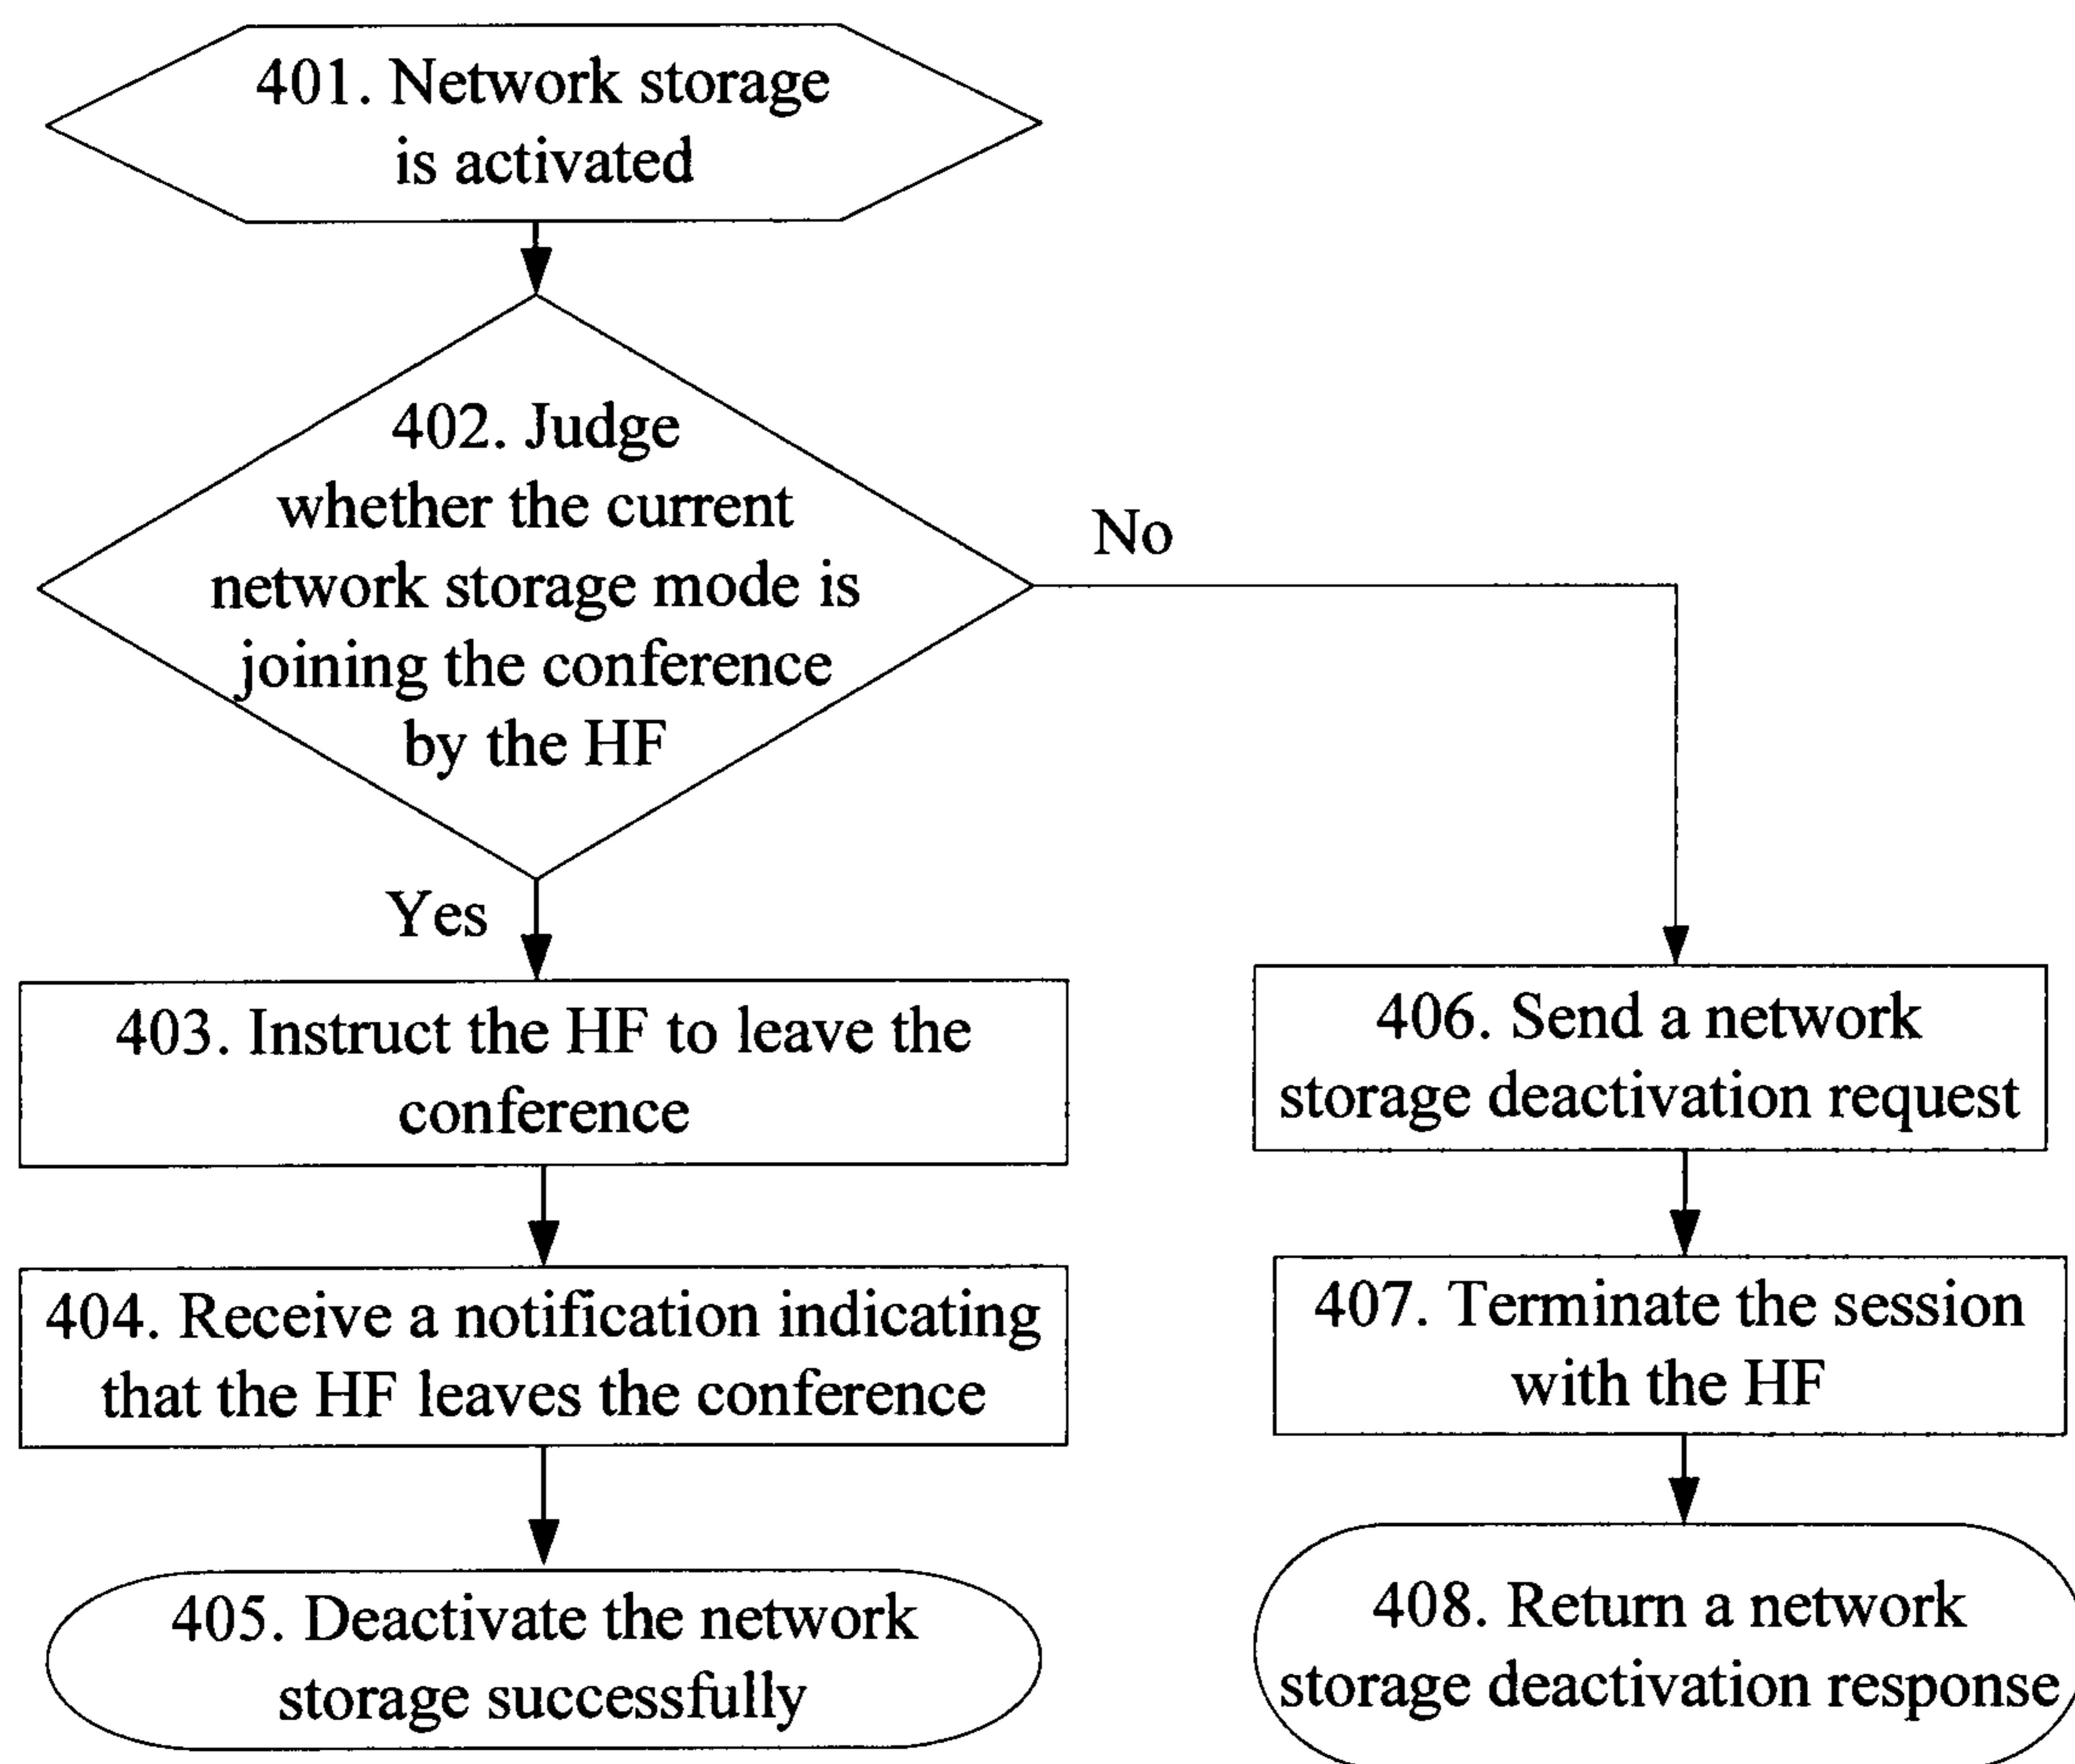 401. Network storage
is activated
402. Judge
whether the current
network storage mode is
joining the conference
by the HF
No
Yes
403. Instruct the HF to leave the
conference
404. Receive a notification indicating
that the HF leaves the conference
405. Deactivate the network
storage successfully
406. Send a network
storage deactivation request
407. Terminate the session
with the HF
408. Return a network
storage deactivation response